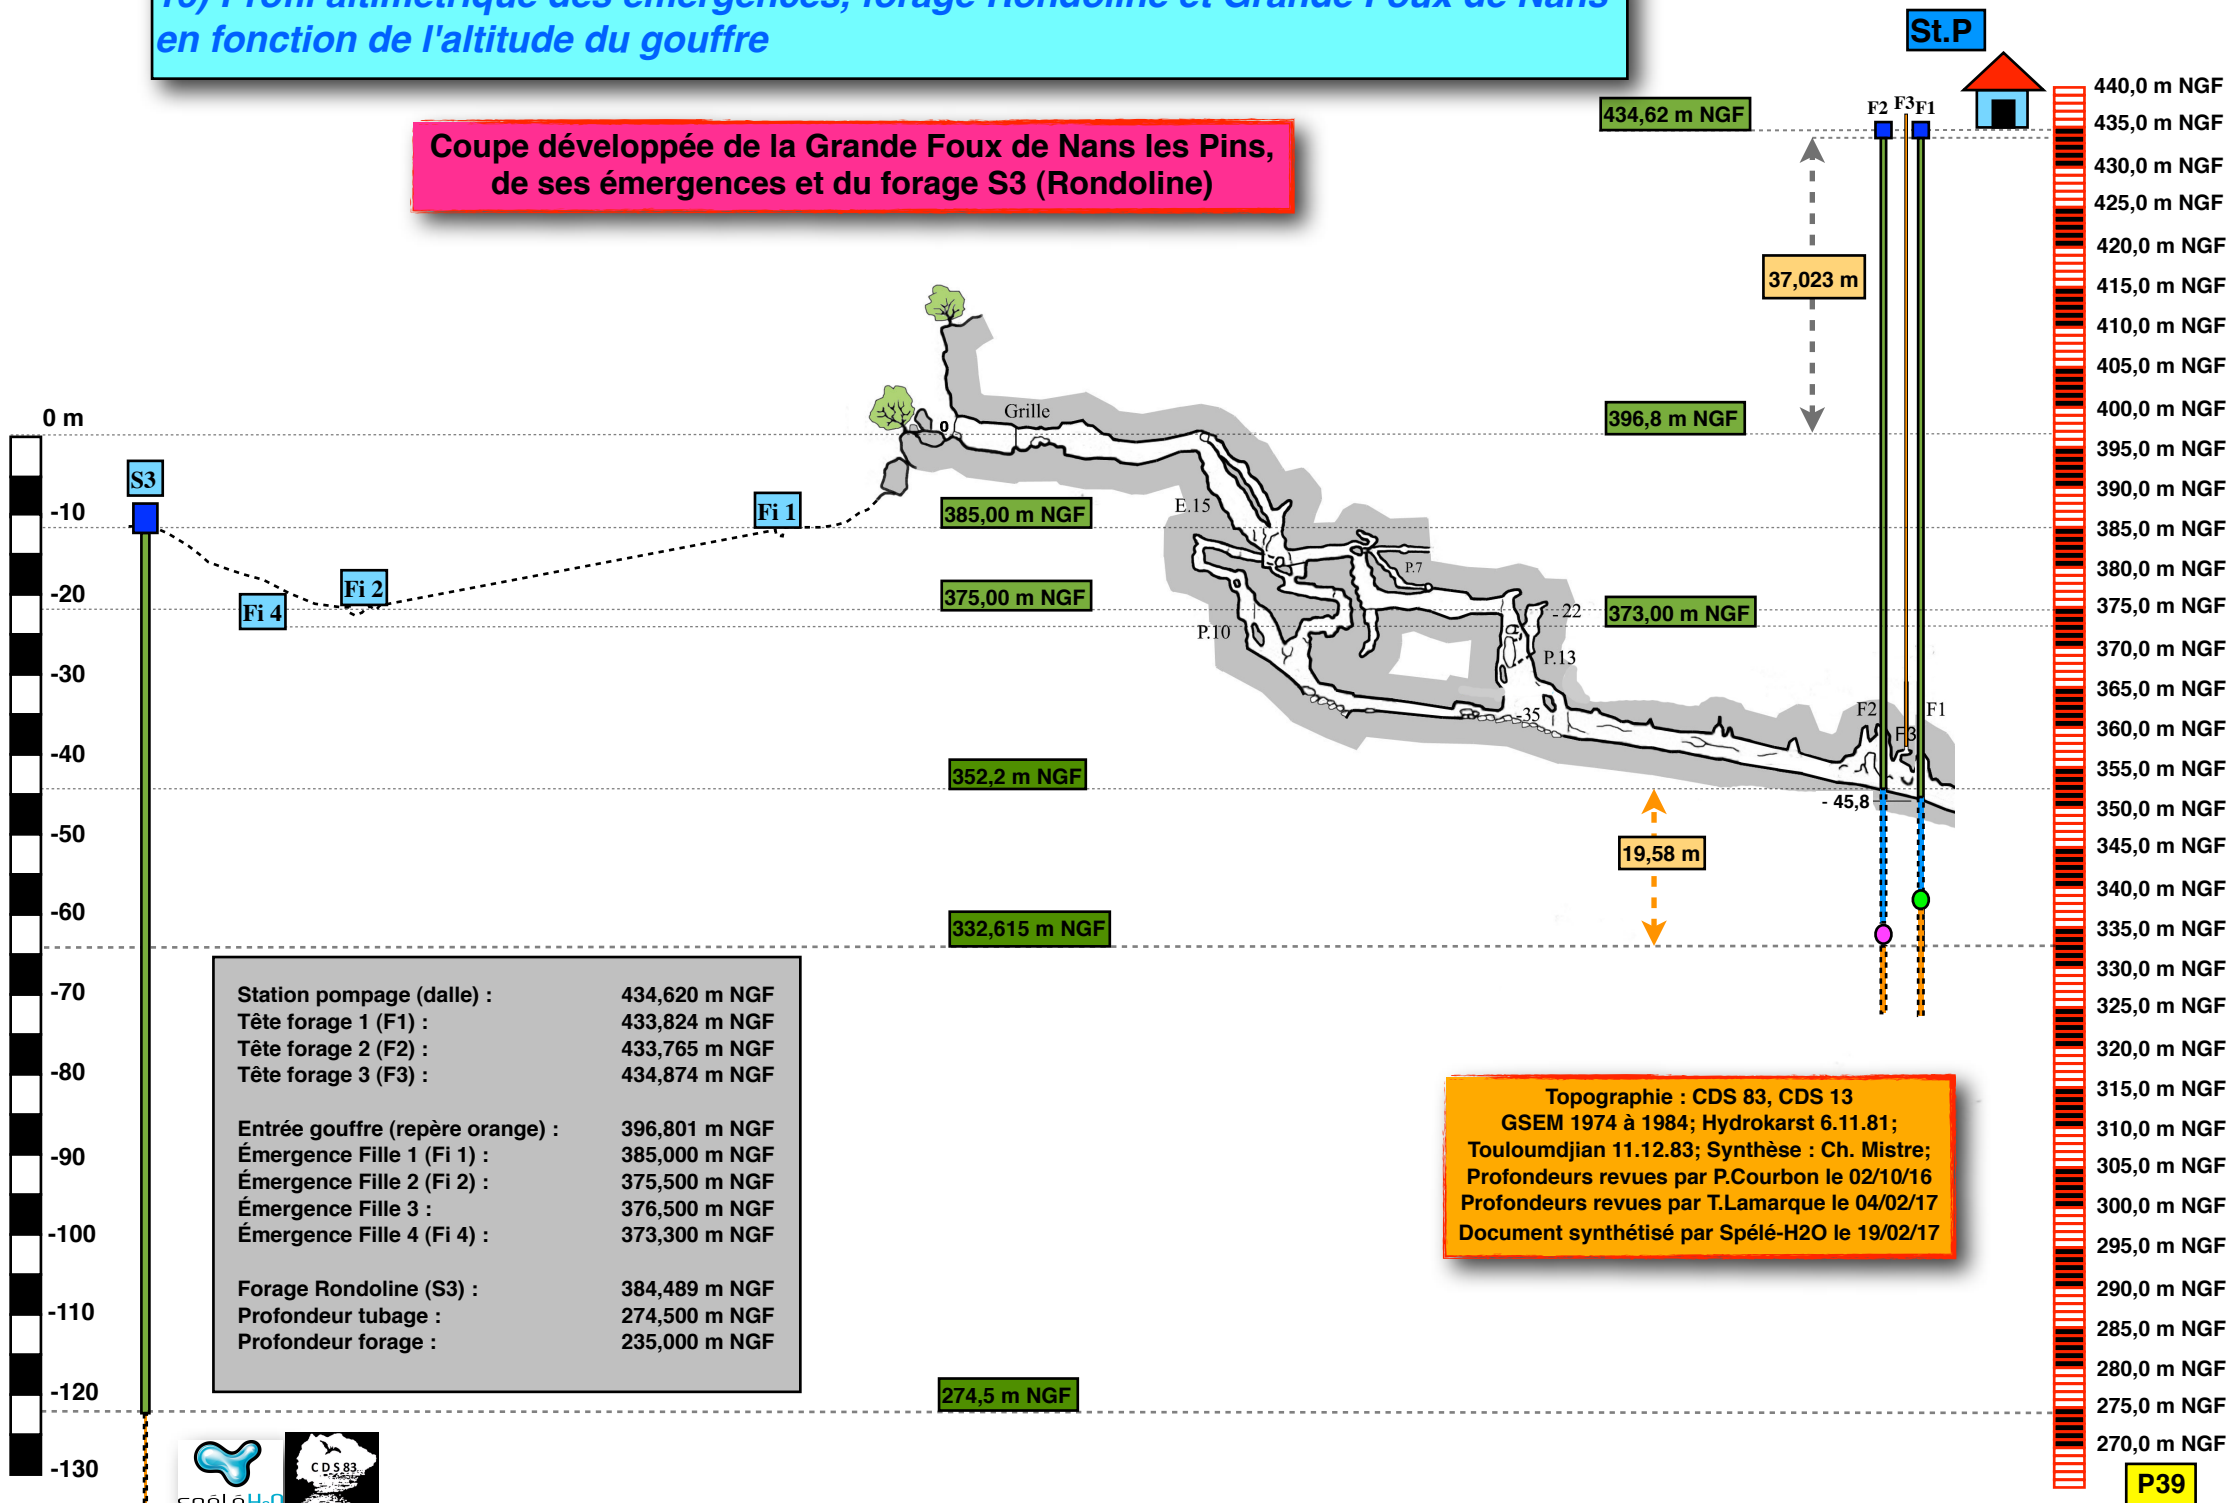 10) Profil altimétrique des émergences, forage Rondoline et Grande Foux de Nans
en fonction de l'altitude du gouffre
St.P
Coupe développée de la Grande Foux de Nans les Pins,
de ses émergences et du forage S3 (Rondoline)
434,62 m NGF
F2 F3 F1
37,023 m
440,0 m NGF
435,0 m NGF
430,0 m NGF
425,0 m NGF
420,0 m NGF
415,0 m NGF
410,0 m NGF
405,0 m NGF
400,0 m NGF
395,0 m NGF
390,0 m NGF
385,0 m NGF
380,0 m NGF
375,0 m NGF
370,0 m NGF
365,0 m NGF
360,0 m NGF
355,0 m NGF
350,0 m NGF
345,0 m NGF
340,0 m NGF
335,0 m NGF
330,0 m NGF
325,0 m NGF
320,0 m NGF
315,0 m NGF
310,0 m NGF
305,0 m NGF
300,0 m NGF
295,0 m NGF
290,0 m NGF
285,0 m NGF
280,0 m NGF
275,0 m NGF
270,0 m NGF
0 m
-10
-20
-30
-40
-50
-60
-70
-80
-90
-100
-110
-120
-130
S3
Fi 4
Fi 2
Fi 1
0
Grille
396,8 m NGF
E.15
385,00 m NGF
P.7
375,00 m NGF
- 22
373,00 m NGF
P.10
P.13
-35
F2
F3
F1
352,2 m NGF
- 45,8
19,58 m
332,615 m NGF
Station pompage (dalle) : 434,620 m NGF
Tête forage 1 (F1) : 433,824 m NGF
Tête forage 2 (F2) : 433,765 m NGF
Tête forage 3 (F3) : 434,874 m NGF
Entrée gouffre (repère orange) : 396,801 m NGF
Émergence Fille 1 (Fi 1) : 385,000 m NGF
Émergence Fille 2 (Fi 2) : 375,500 m NGF
Émergence Fille 3 : 376,500 m NGF
Émergence Fille 4 (Fi 4) : 373,300 m NGF
Forage Rondoline (S3) : 384,489 m NGF
Profondeur tubage : 274,500 m NGF
Profondeur forage : 235,000 m NGF
Topographie : CDS 83, CDS 13
GSEM 1974 à 1984; Hydrokarst 6.11.81;
Touloumdjian 11.12.83; Synthèse : Ch. Mistre;
Profondeurs revues par P.Courbon le 02/10/16
Profondeurs revues par T.Lamarque le 04/02/17
Document synthétisé par Spélé-H2O le 19/02/17
274,5 m NGF
CDS 83
spéléH2O
P39